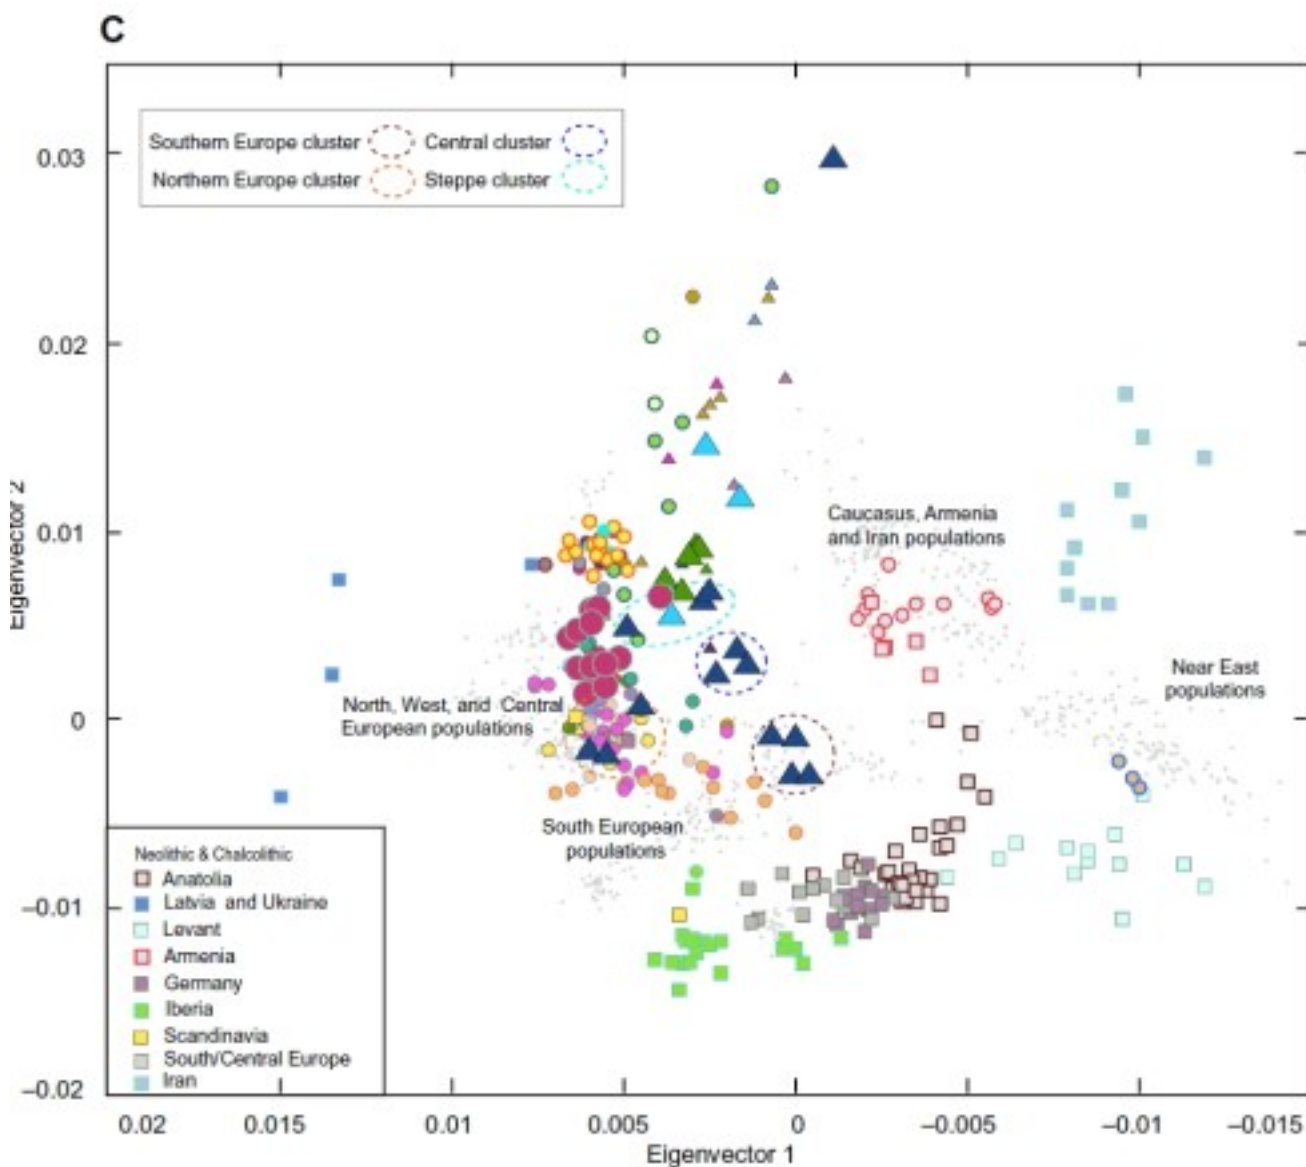 C
Southern Europe cluster
Central cluster
Northern Europe cluster
Steppe cluster
0.03
0.02
0.01
0
–0.01
–0.02
Eigenvector 2
Caucasus, Armenia
and Iran populations
Near East
populations
North, West, and Central
European populations
South European
populations
Neolithic & Chalcolithic
Anatolia
Latvia and Ukraine
Levant
Armenia
Germany
Iberia
Scandinavia
South/Central Europe
Iran
0.02
0.015
0.01
0.005
0
–0.005
–0.01
–0.015
Eigenvector 1